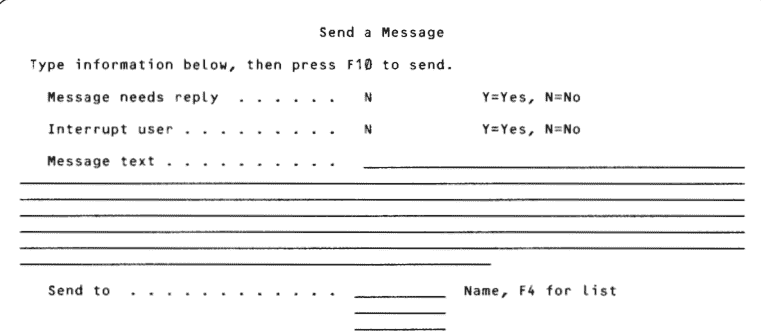 Send a Message
Type information below, then press F10 to send.
Message needs reply . . . . . . N Y=Yes, N=No
Interrupt user . . . . . . . . . N Y=Yes, N=No
Message text . . . . . . . . . .
Send to . . . . . . . . . . . . Name, F4 for list